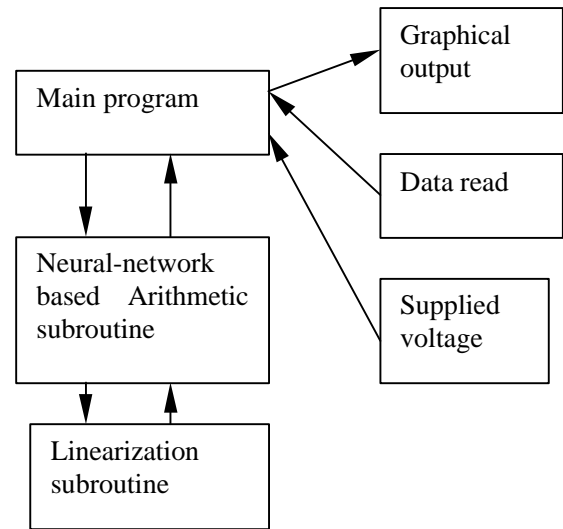 Graphical
output
Main program
Data read
Neural-network
based Arithmetic
subroutine
Supplied
voltage
Linearization
subroutine